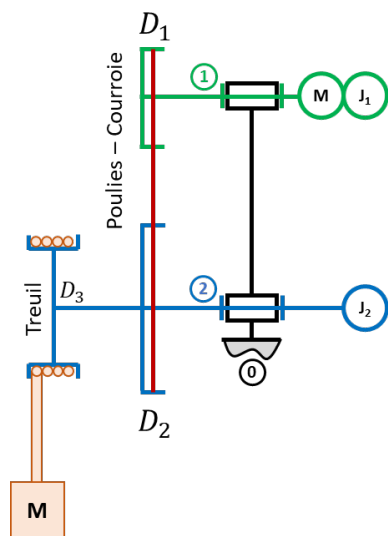 D₁
1
M
J₁
Poulies – Courroie
D₃
Treuil
2
J₂
0
D₂
M